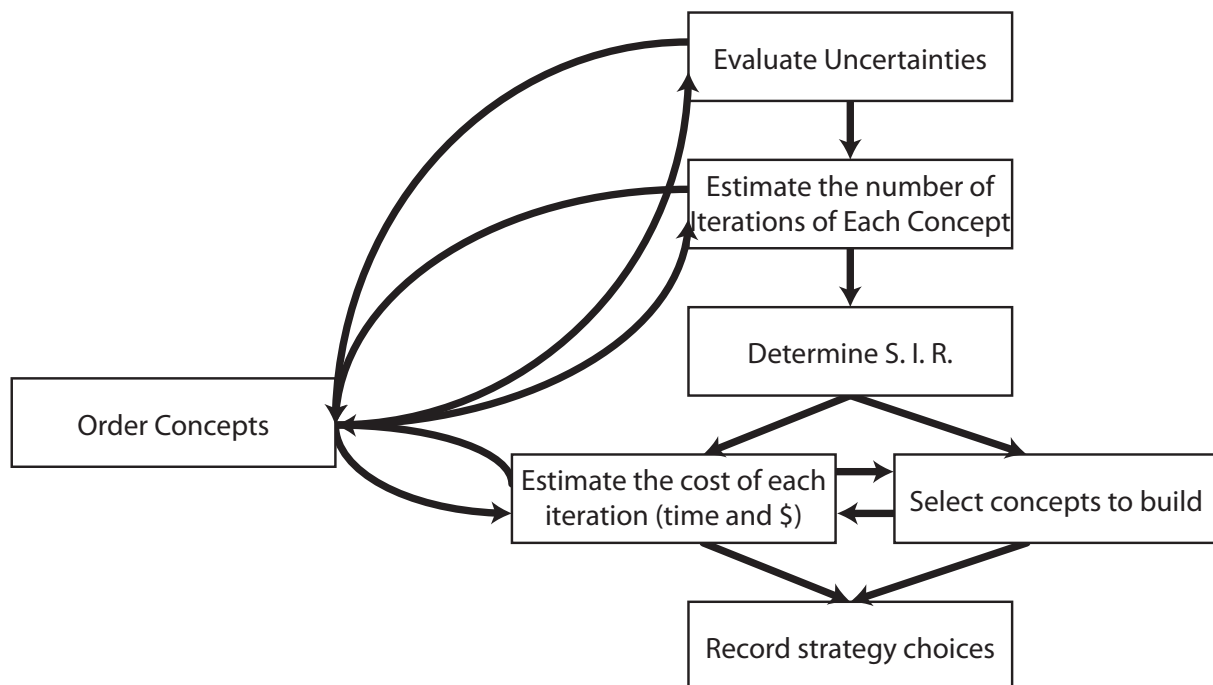 Evaluate Uncertainties
Estimate the number of
Iterations of Each Concept
Determine S. I. R.
Order Concepts
Estimate the cost of each
iteration (time and $)
Select concepts to build
Record strategy choices